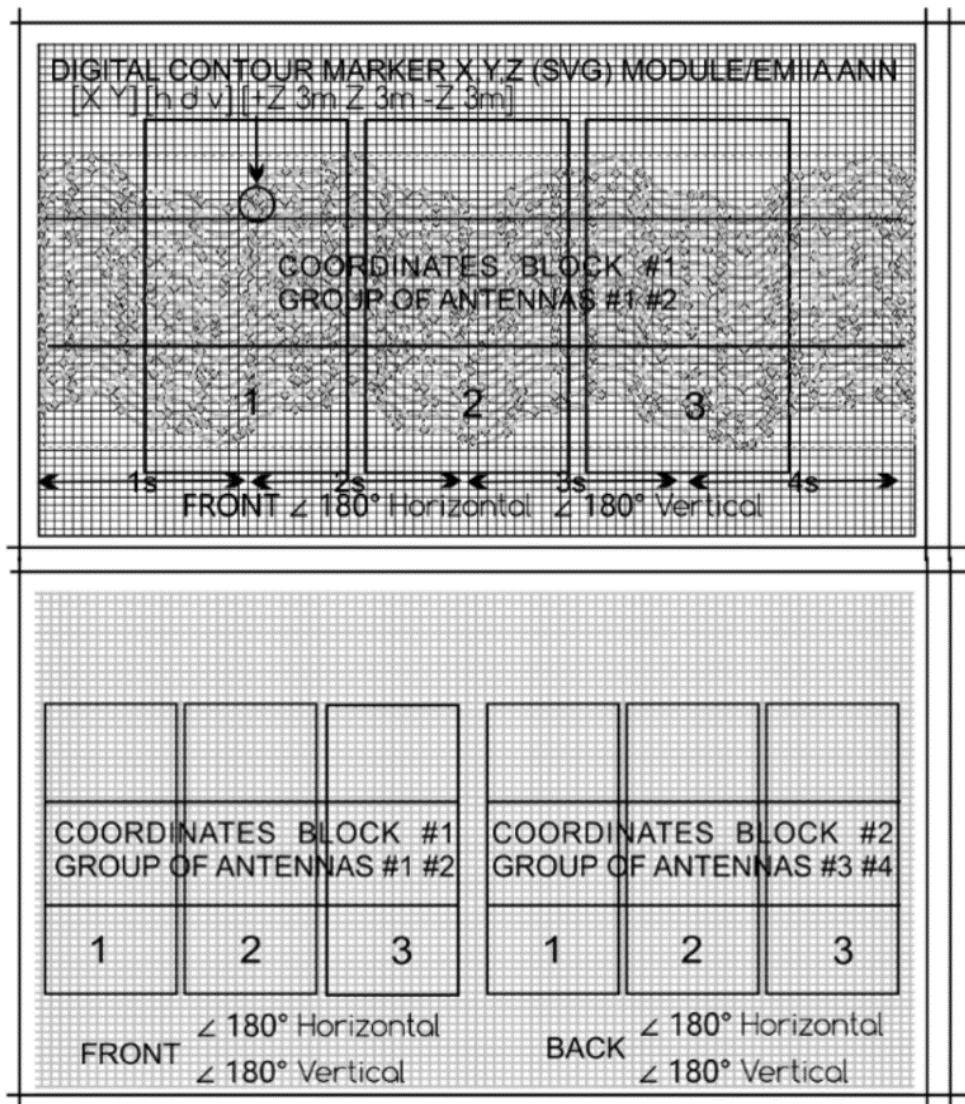 DIGITAL CONTOUR MARKER X,Y,Z (SVG) MODULE/EMIIA ANN
[X Y] [h d v] [+Z 3m Z 3m -Z 3m]
COORDINATES BLOCK #1
GROUP OF ANTENNAS #1 #2
1 2 3
1s 2s 3s 4s
FRONT ∠ 180° Horizontal ∠ 180° Vertical
COORDINATES BLOCK #1 COORDINATES BLOCK #2
GROUP OF ANTENNAS #1 #2 GROUP OF ANTENNAS #3 #4
1 2 3 1 2 3
∠ 180° Horizontal ∠ 180° Horizontal
FRONT BACK
∠ 180° Vertical ∠ 180° Vertical